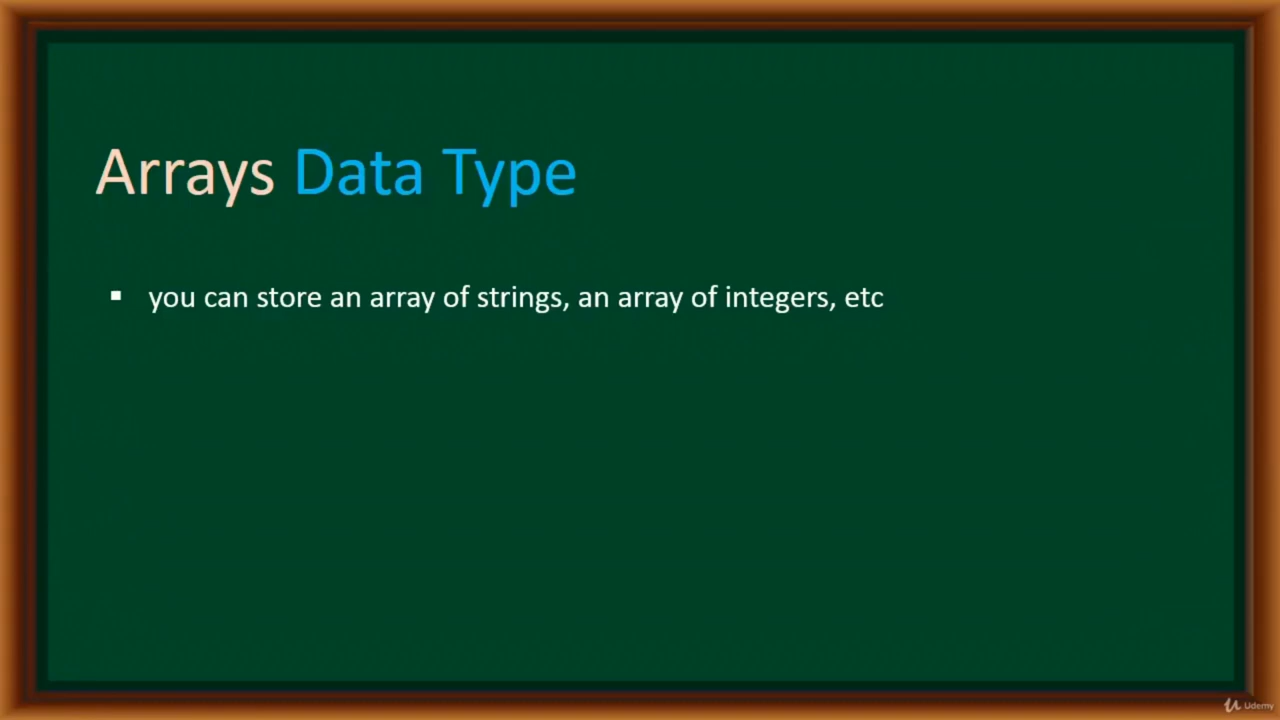 Arrays Data Type
▪ you can store an array of strings, an array of integers, etc
Udemy